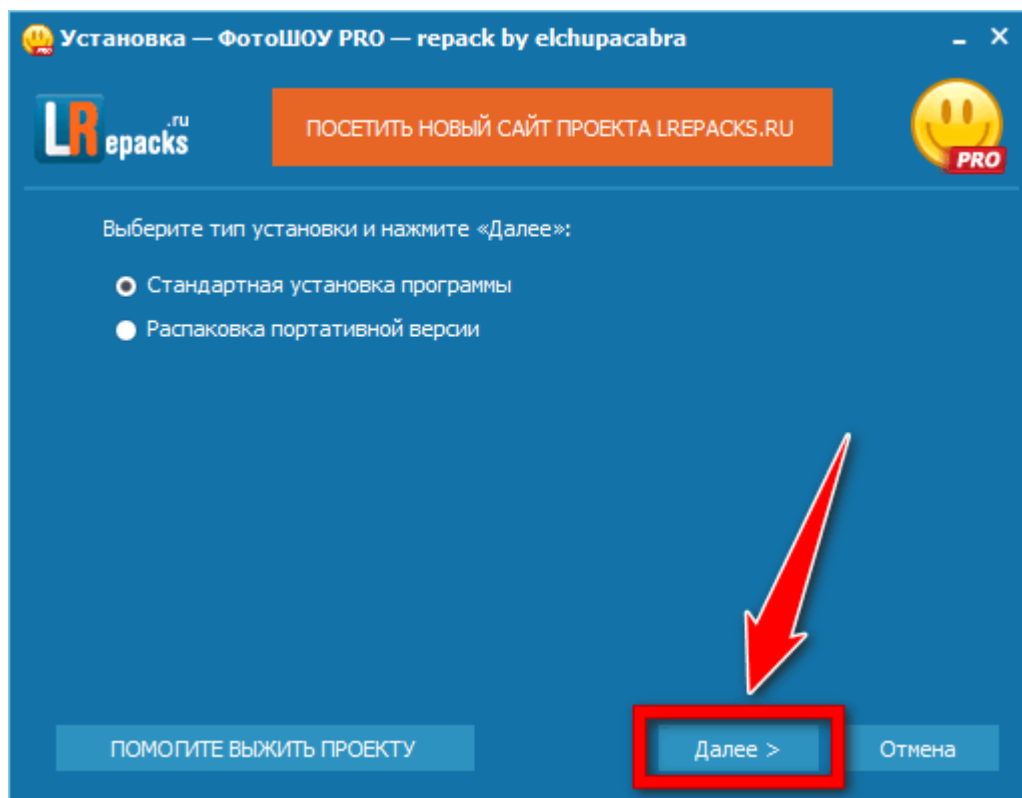 Установка — ФотоШОУ PRO — repack by elchupacabra
LRepacks.ru
ПОСЕТИТЬ НОВЫЙ САЙТ ПРОЕКТА LREPACKS.RU
PRO
Выберите тип установки и нажмите «Далее»:
Стандартная установка программы
Распаковка портативной версии
ПОМОГИТЕ ВЫЖИТЬ ПРОЕКТУ
Далее >
Отмена